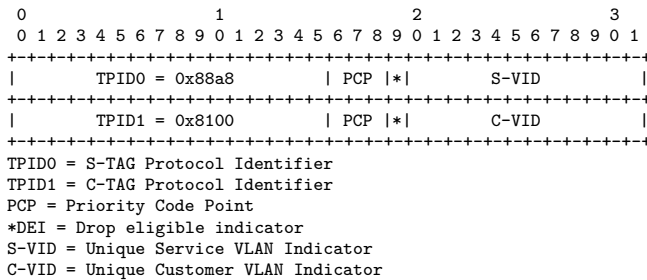 0                   1                   2                   3
 0 1 2 3 4 5 6 7 8 9 0 1 2 3 4 5 6 7 8 9 0 1 2 3 4 5 6 7 8 9 0 1
+-+-+-+-+-+-+-+-+-+-+-+-+-+-+-+-+-+-+-+-+-+-+-+-+-+-+-+-+-+-+-+-+
|        TPID0 = 0x88a8         | PCP |*|        S-VID          |
+-+-+-+-+-+-+-+-+-+-+-+-+-+-+-+-+-+-+-+-+-+-+-+-+-+-+-+-+-+-+-+-+
|        TPID1 = 0x8100         | PCP |*|        C-VID          |
+-+-+-+-+-+-+-+-+-+-+-+-+-+-+-+-+-+-+-+-+-+-+-+-+-+-+-+-+-+-+-+-+
TPID0 = S-TAG Protocol Identifier
TPID1 = C-TAG Protocol Identifier
PCP = Priority Code Point
*DEI = Drop eligible indicator
S-VID = Unique Service VLAN Indicator
C-VID = Unique Customer VLAN Indicator